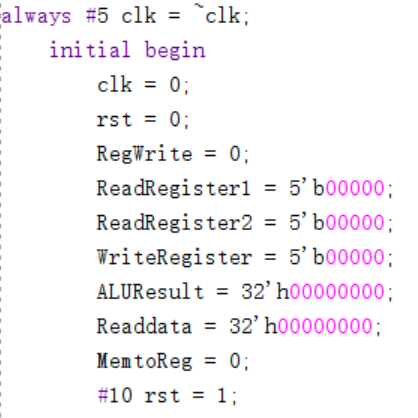 always #5 clk = ~clk;
initial begin
clk = 0;
rst = 0;
RegWrite = 0;
ReadRegister1 = 5'b00000;
ReadRegister2 = 5'b00000;
WriteRegister = 5'b00000;
ALUResult = 32'h00000000;
Readdata = 32'h00000000;
MemtoReg = 0;
#10 rst = 1;